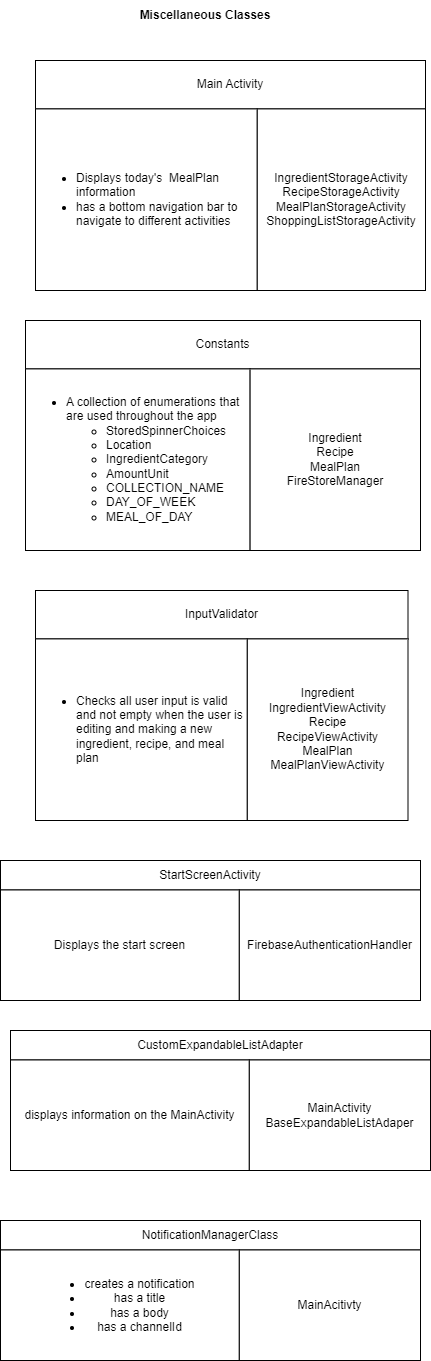 Miscellaneous Classes
Main Activity
Displays today's MealPlan
information
has a bottom navigation bar to
navigate to different activities
IngredientStorageActivity
RecipeStorageActivity
MealPlanStorageActivity
ShoppingListStorageActivity
Constants
A collection of enumerations that
are used throughout the app
StoredSpinnerChoices
Location
IngredientCategory
AmountUnit
COLLECTION_NAME
DAY_OF_WEEK
MEAL_OF_DAY
Ingredient
Recipe
MealPlan
FireStoreManager
InputValidator
Checks all user input is valid
and not empty when the user is
editing and making a new
ingredient, recipe, and meal
plan
Ingredient
IngredientViewActivity
Recipe
RecipeViewActivity
MealPlan
MealPlanViewActivity
StartScreenActivity
Displays the start screen
FirebaseAuthenticationHandler
CustomExpandableListAdapter
displays information on the MainActivity
MainActivity
BaseExpandableListAdaper
NotificationManagerClass
creates a notification
has a title
has a body
has a channelId
MainAcitivty